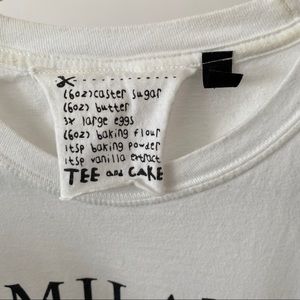 (6oz) caster sugar
(6oz) butter
3x large eggs
(6oz) baking flour
1tsp baking powder
1tsp vanilla extract
TEE and CAKE